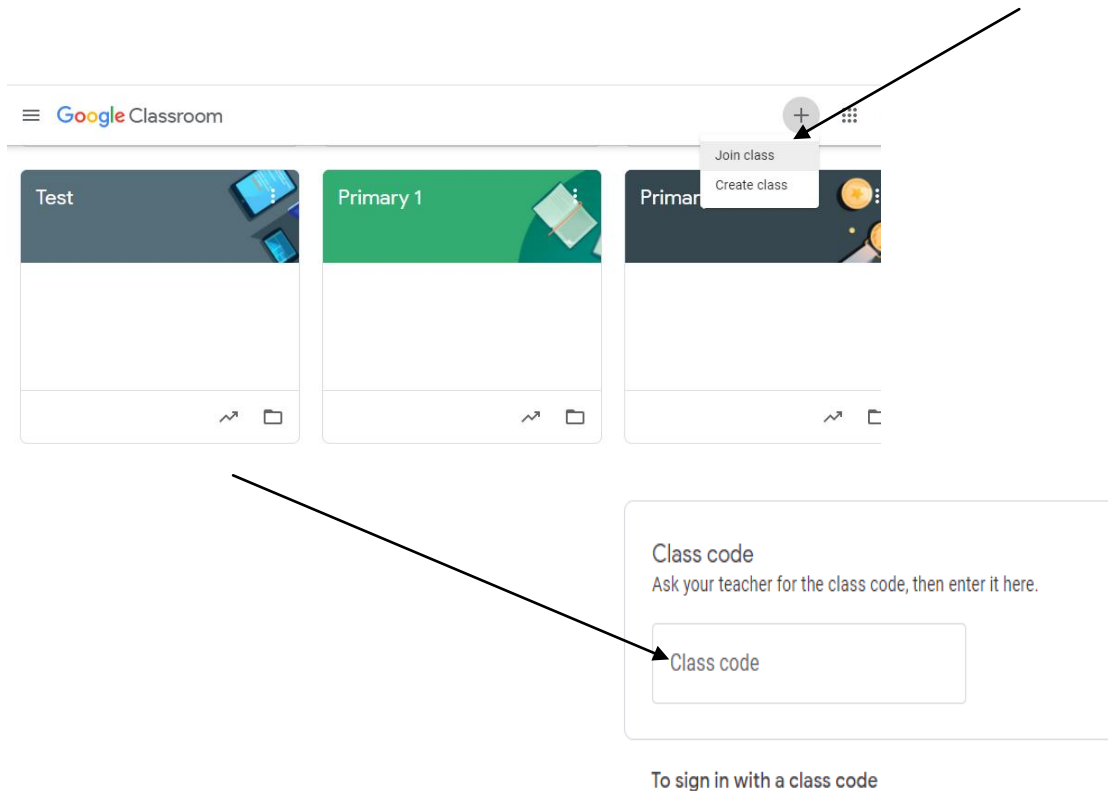 Google Classroom
Join class
Create class
Test
Primary 1
Primar
Class code
Ask your teacher for the class code, then enter it here.
Class code
To sign in with a class code